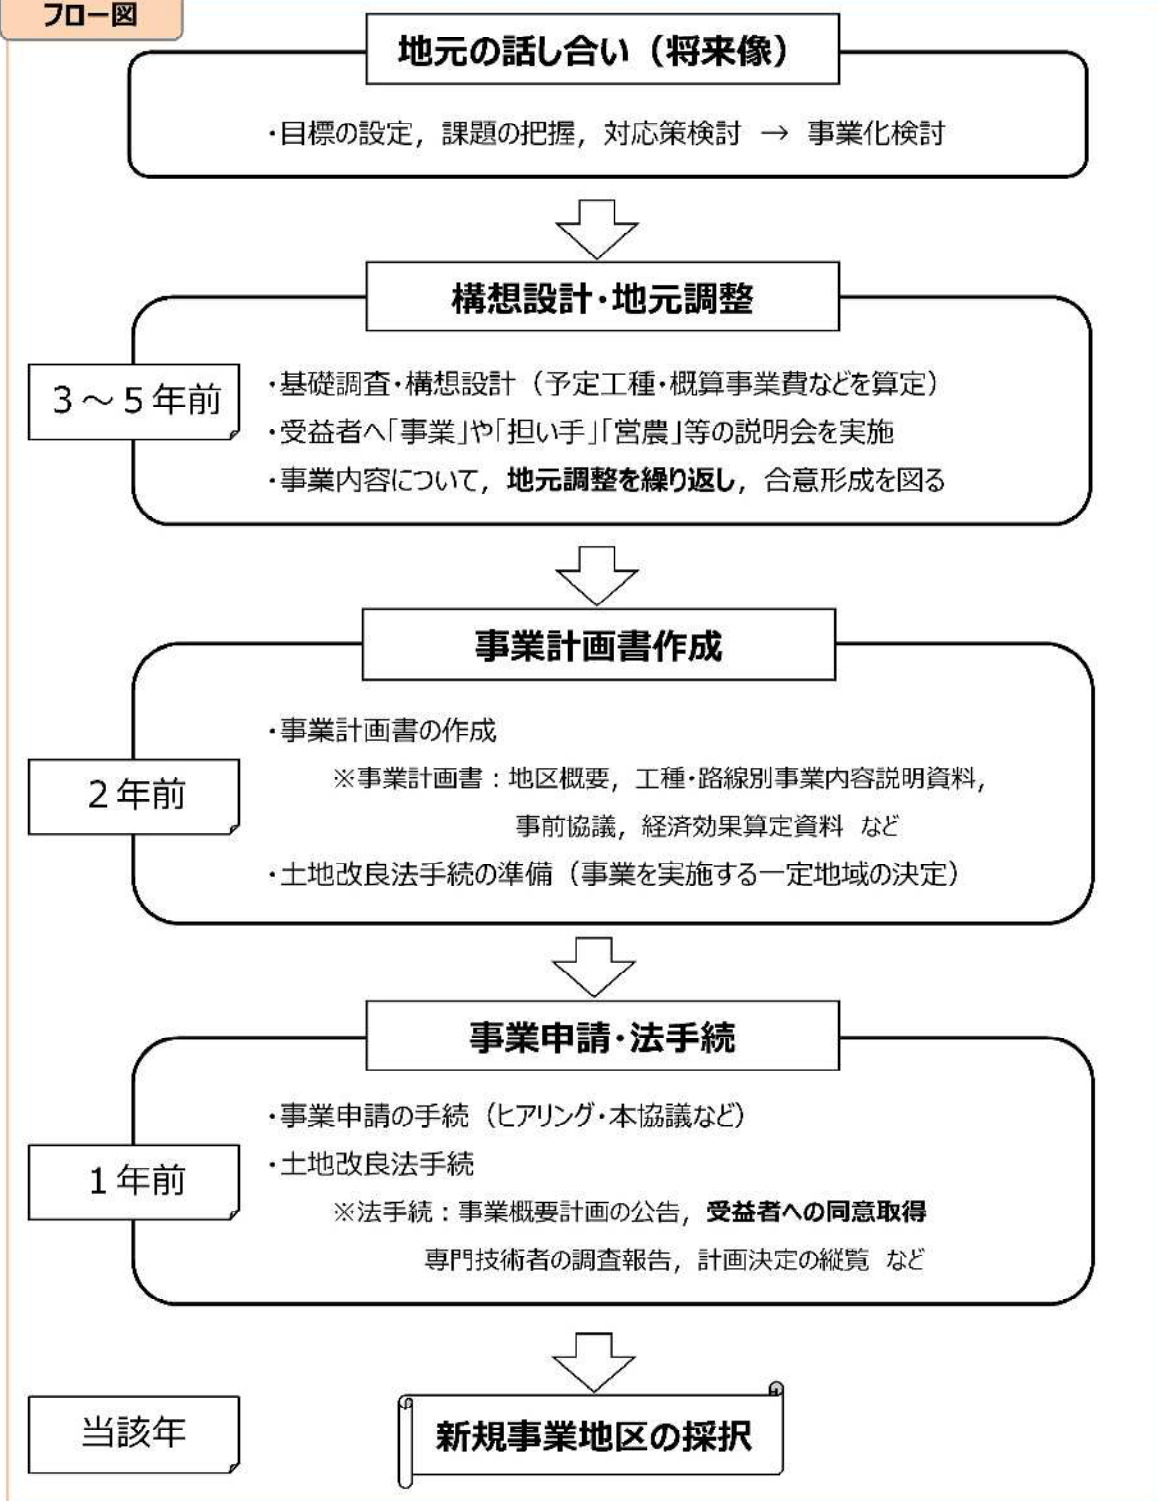 フロー図
地元の話し合い（将来像）
・目標の設定，課題の把握，対応策検討 → 事業化検討
構想設計・地元調整
3～5年前
・基礎調査・構想設計（予定工種・概算事業費などを算定）
・受益者へ「事業」や「担い手」「営農」等の説明会を実施
・事業内容について，地元調整を繰り返し，合意形成を図る
事業計画書作成
2年前
・事業計画書の作成
※事業計画書：地区概要，工種・路線別事業内容説明資料，
事前協議，経済効果算定資料 など
・土地改良法手続の準備（事業を実施する一定地域の決定）
事業申請・法手続
1年前
・事業申請の手続（ヒアリング・本協議など）
・土地改良法手続
※法手続：事業概要計画の公告，受益者への同意取得
専門技術者の調査報告，計画決定の縦覧 など
当該年
新規事業地区の採択